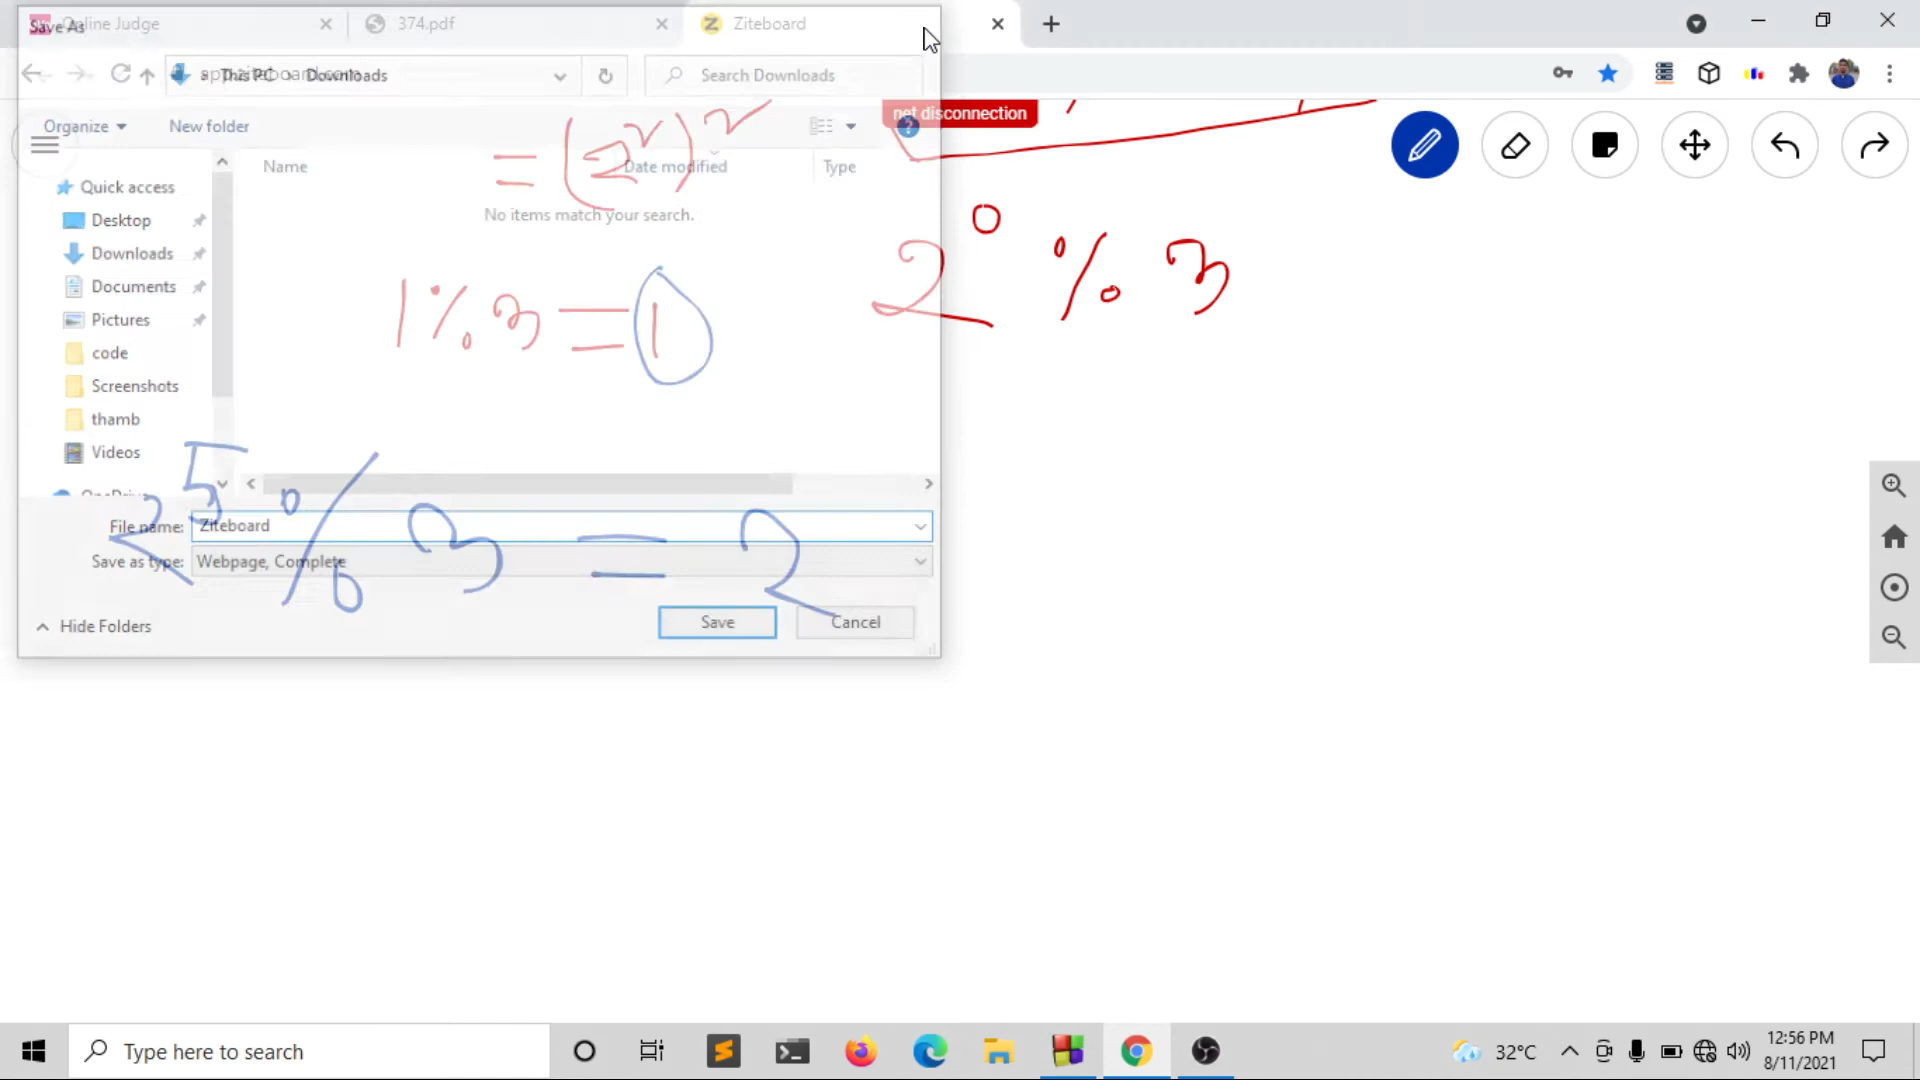 Save As
Online Judge
374.pdf
Ziteboard
This PC
Downloads
Search Downloads
net disconnection
Organize
New folder
= (2²)²
Name
Date modified
Type
Quick access
No items match your search.
Desktop
Downloads
Documents
Pictures
code
Screenshots
thamb
Videos
2⁰ % 3
1 % 3 = 1
2⁵ % 3 = 2
File name:
Ziteboard
Save as type:
Webpage, Complete
Hide Folders
Save
Cancel
Type here to search
32°C
12:56 PM
8/11/2021